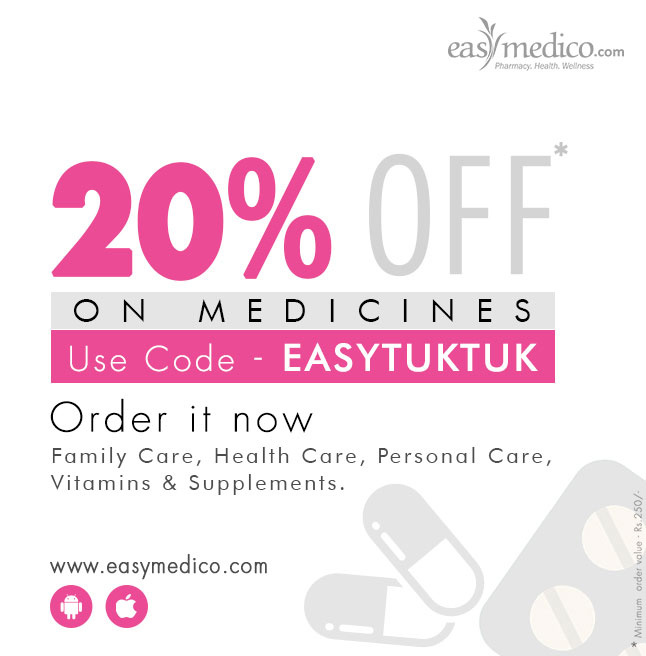 easymedico.com
Pharmacy. Health. Wellness
20% OFF*
ON MEDICINES
Use Code - EASYTUKTUK
Order it now
Family Care, Health Care, Personal Care,
Vitamins & Supplements.
www.easymedico.com
* Minimum order value - Rs.250/-